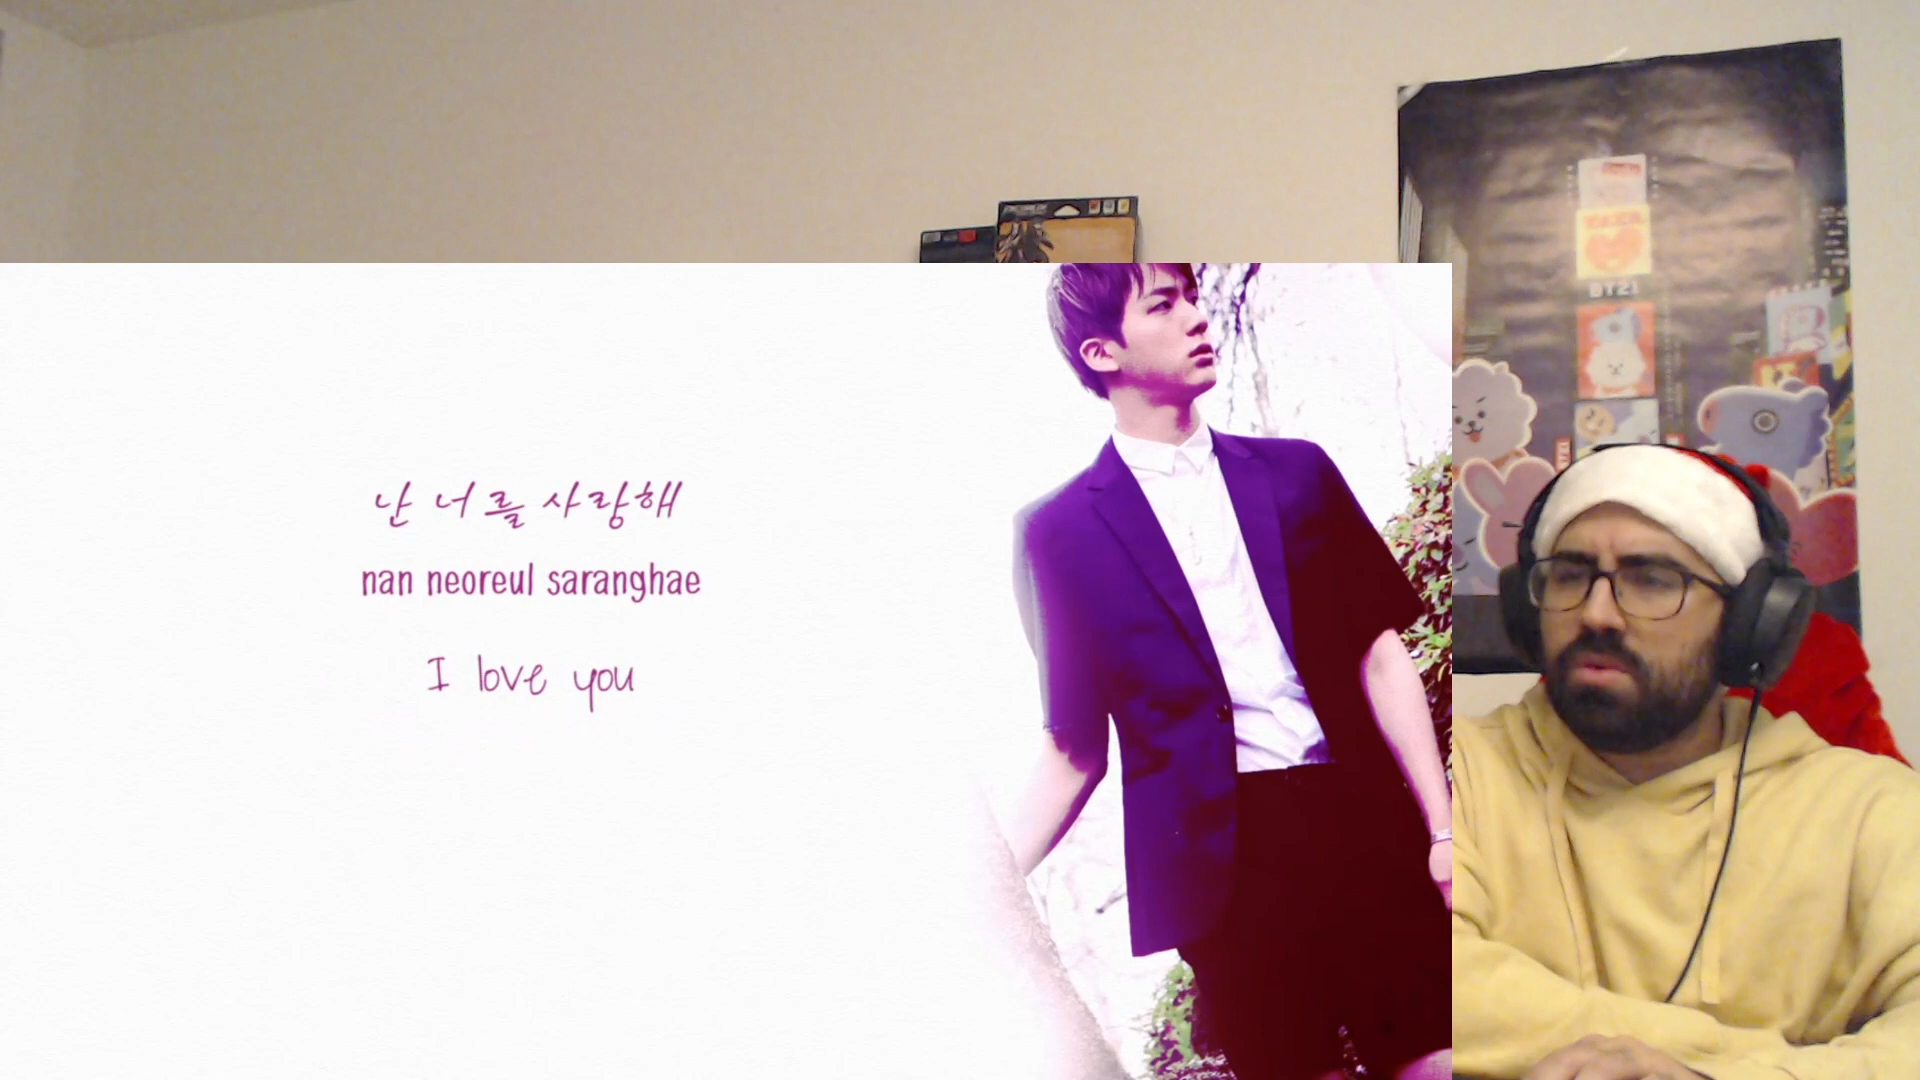 BT21
난 너를 사랑해
nan neoreul saranghae
I love you